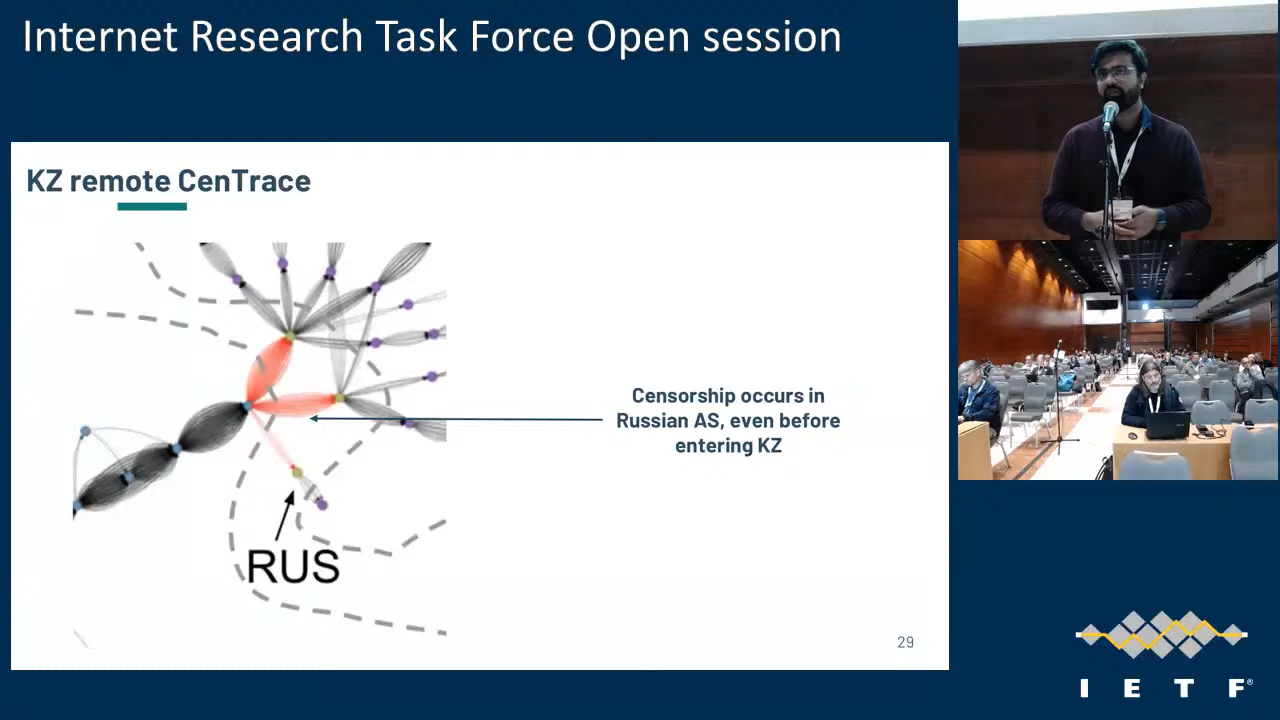 Internet Research Task Force Open session
KZ remote CenTrace
Censorship occurs in
Russian AS, even before
entering KZ
RUS
29
I E T F®